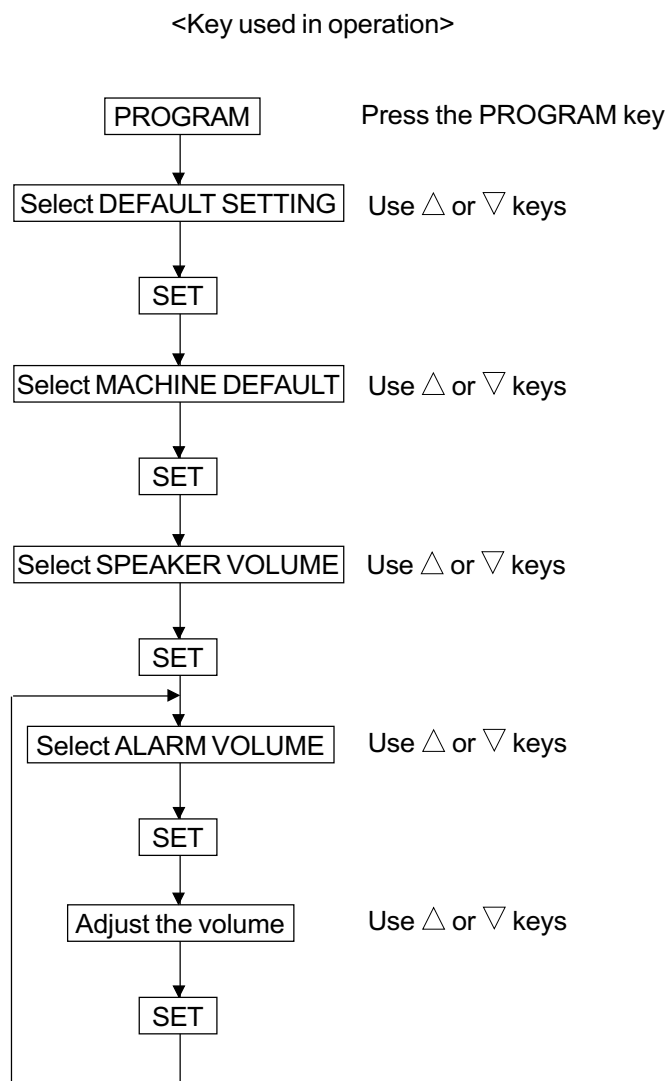 <Key used in operation>
PROGRAM Press the PROGRAM key
Select DEFAULT SETTING Use △ or ▽ keys
SET
Select MACHINE DEFAULT Use △ or ▽ keys
SET
Select SPEAKER VOLUME Use △ or ▽ keys
SET
Select ALARM VOLUME Use △ or ▽ keys
SET
Adjust the volume Use △ or ▽ keys
SET